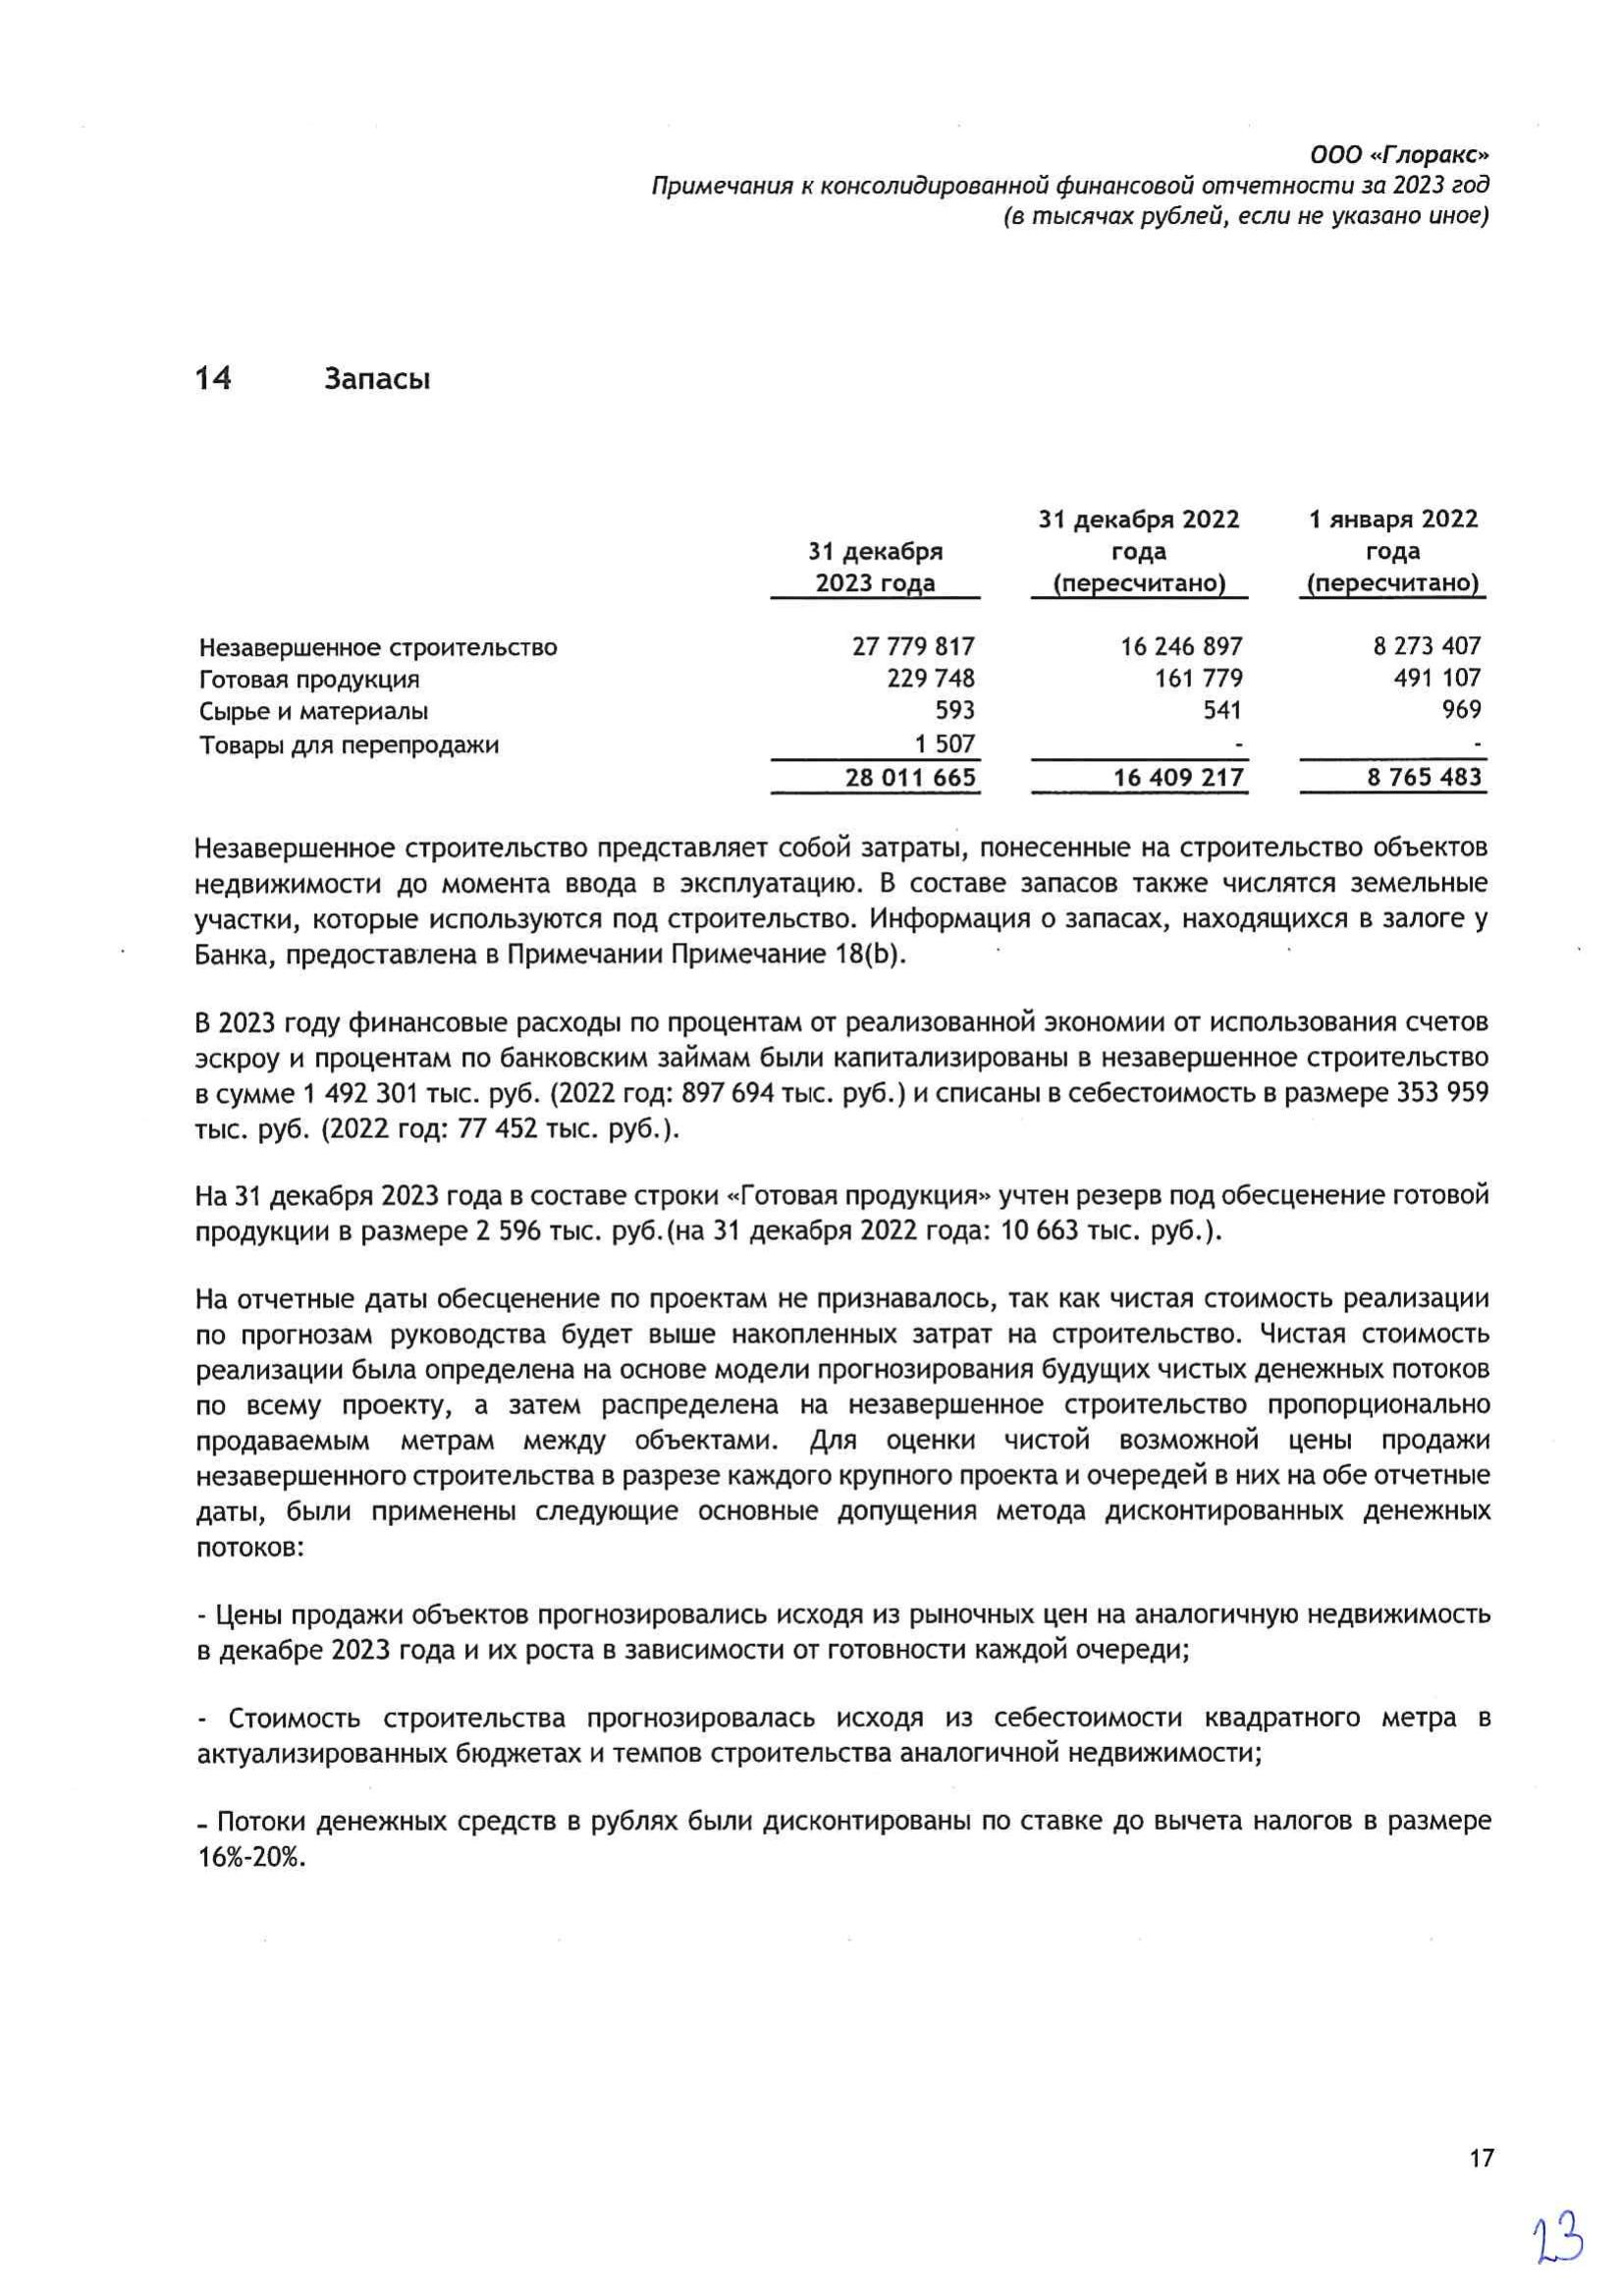 ООО «Глоракс»
Примечания к консолидированной финансовой отчетности за 2023 год
(в тысячах рублей, если не указано иное)
14 Запасы
31 декабря 2023 года 31 декабря 2022 года (пересчитано) 1 января 2022 года (пересчитано)
Незавершенное строительство 27 779 817 16 246 897 8 273 407
Готовая продукция 229 748 161 779 491 107
Сырье и материалы 593 541 969
Товары для перепродажи 1 507 - -
28 011 665 16 409 217 8 765 483
Незавершенное строительство представляет собой затраты, понесенные на строительство объектов
недвижимости до момента ввода в эксплуатацию. В составе запасов также числятся земельные
участки, которые используются под строительство. Информация о запасах, находящихся в залоге у
Банка, предоставлена в Примечании Примечание 18(b).
В 2023 году финансовые расходы по процентам от реализованной экономии от использования счетов
эскроу и процентам по банковским займам были капитализированы в незавершенное строительство
в сумме 1 492 301 тыс. руб. (2022 год: 897 694 тыс. руб.) и списаны в себестоимость в размере 353 959
тыс. руб. (2022 год: 77 452 тыс. руб.).
На 31 декабря 2023 года в составе строки «Готовая продукция» учтен резерв под обесценение готовой
продукции в размере 2 596 тыс. руб.(на 31 декабря 2022 года: 10 663 тыс. руб.).
На отчетные даты обесценение по проектам не признавалось, так как чистая стоимость реализации
по прогнозам руководства будет выше накопленных затрат на строительство. Чистая стоимость
реализации была определена на основе модели прогнозирования будущих чистых денежных потоков
по всему проекту, а затем распределена на незавершенное строительство пропорционально
продаваемым метрам между объектами. Для оценки чистой возможной цены продажи
незавершенного строительства в разрезе каждого крупного проекта и очередей в них на обе отчетные
даты, были применены следующие основные допущения метода дисконтированных денежных
потоков:
- Цены продажи объектов прогнозировались исходя из рыночных цен на аналогичную недвижимость
в декабре 2023 года и их роста в зависимости от готовности каждой очереди;
- Стоимость строительства прогнозировалась исходя из себестоимости квадратного метра в
актуализированных бюджетах и темпов строительства аналогичной недвижимости;
- Потоки денежных средств в рублях были дисконтированы по ставке до вычета налогов в размере
16%-20%.
17
23